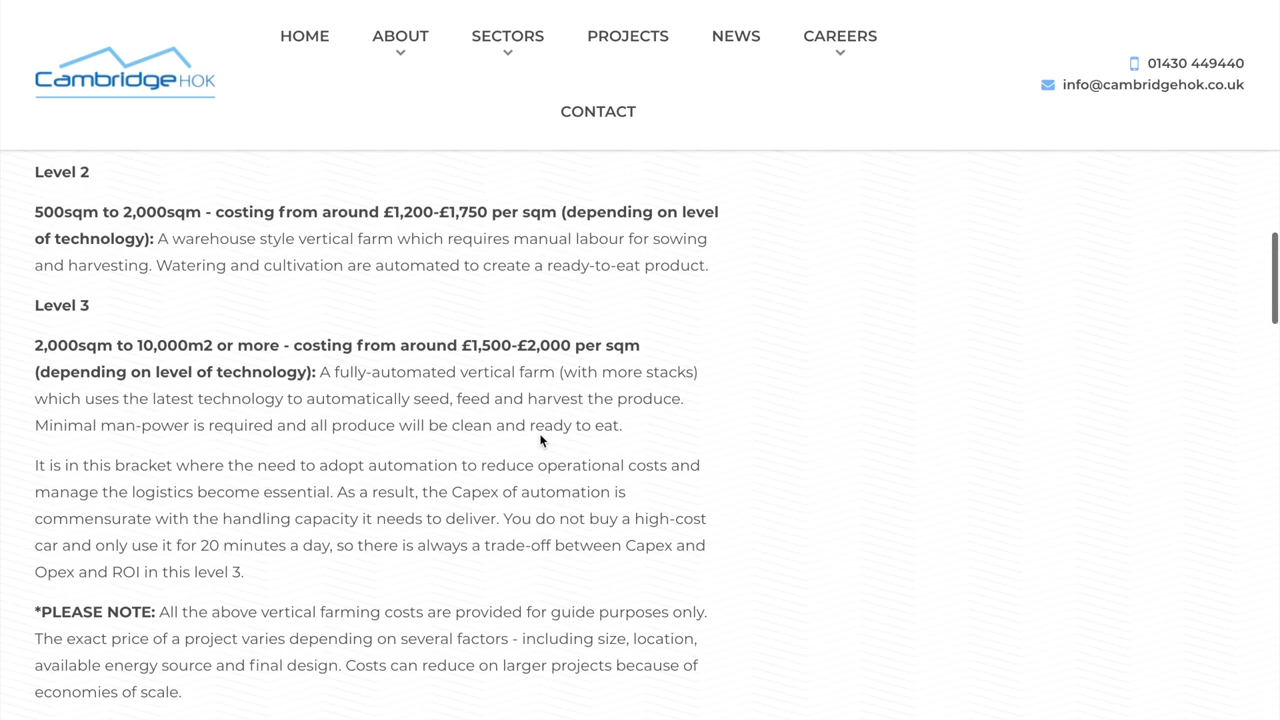 HOME
ABOUT
SECTORS
PROJECTS
NEWS
CAREERS
CONTACT
Cambridge HOK
01430 449440
info@cambridgehok.co.uk
Level 2
500sqm to 2,000sqm - costing from around £1,200-£1,750 per sqm (depending on level
of technology): A warehouse style vertical farm which requires manual labour for sowing
and harvesting. Watering and cultivation are automated to create a ready-to-eat product.
Level 3
2,000sqm to 10,000m2 or more - costing from around £1,500-£2,000 per sqm
(depending on level of technology): A fully-automated vertical farm (with more stacks)
which uses the latest technology to automatically seed, feed and harvest the produce.
Minimal man-power is required and all produce will be clean and ready to eat.
It is in this bracket where the need to adopt automation to reduce operational costs and
manage the logistics become essential. As a result, the Capex of automation is
commensurate with the handling capacity it needs to deliver. You do not buy a high-cost
car and only use it for 20 minutes a day, so there is always a trade-off between Capex and
Opex and ROI in this level 3.
*PLEASE NOTE: All the above vertical farming costs are provided for guide purposes only.
The exact price of a project varies depending on several factors - including size, location,
available energy source and final design. Costs can reduce on larger projects because of
economies of scale.